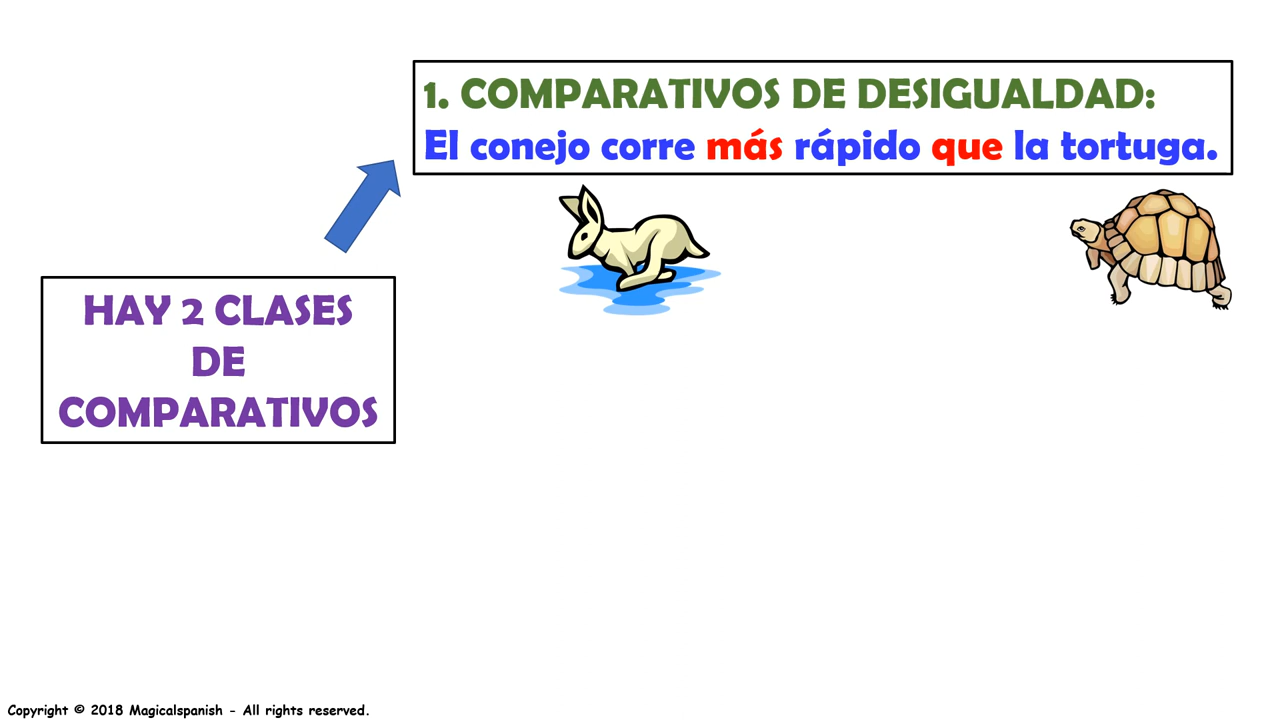 1. COMPARATIVOS DE DESIGUALDAD:
El conejo corre más rápido que la tortuga.
HAY 2 CLASES
DE
COMPARATIVOS
Copyright © 2018 Magicalspanish - All rights reserved.